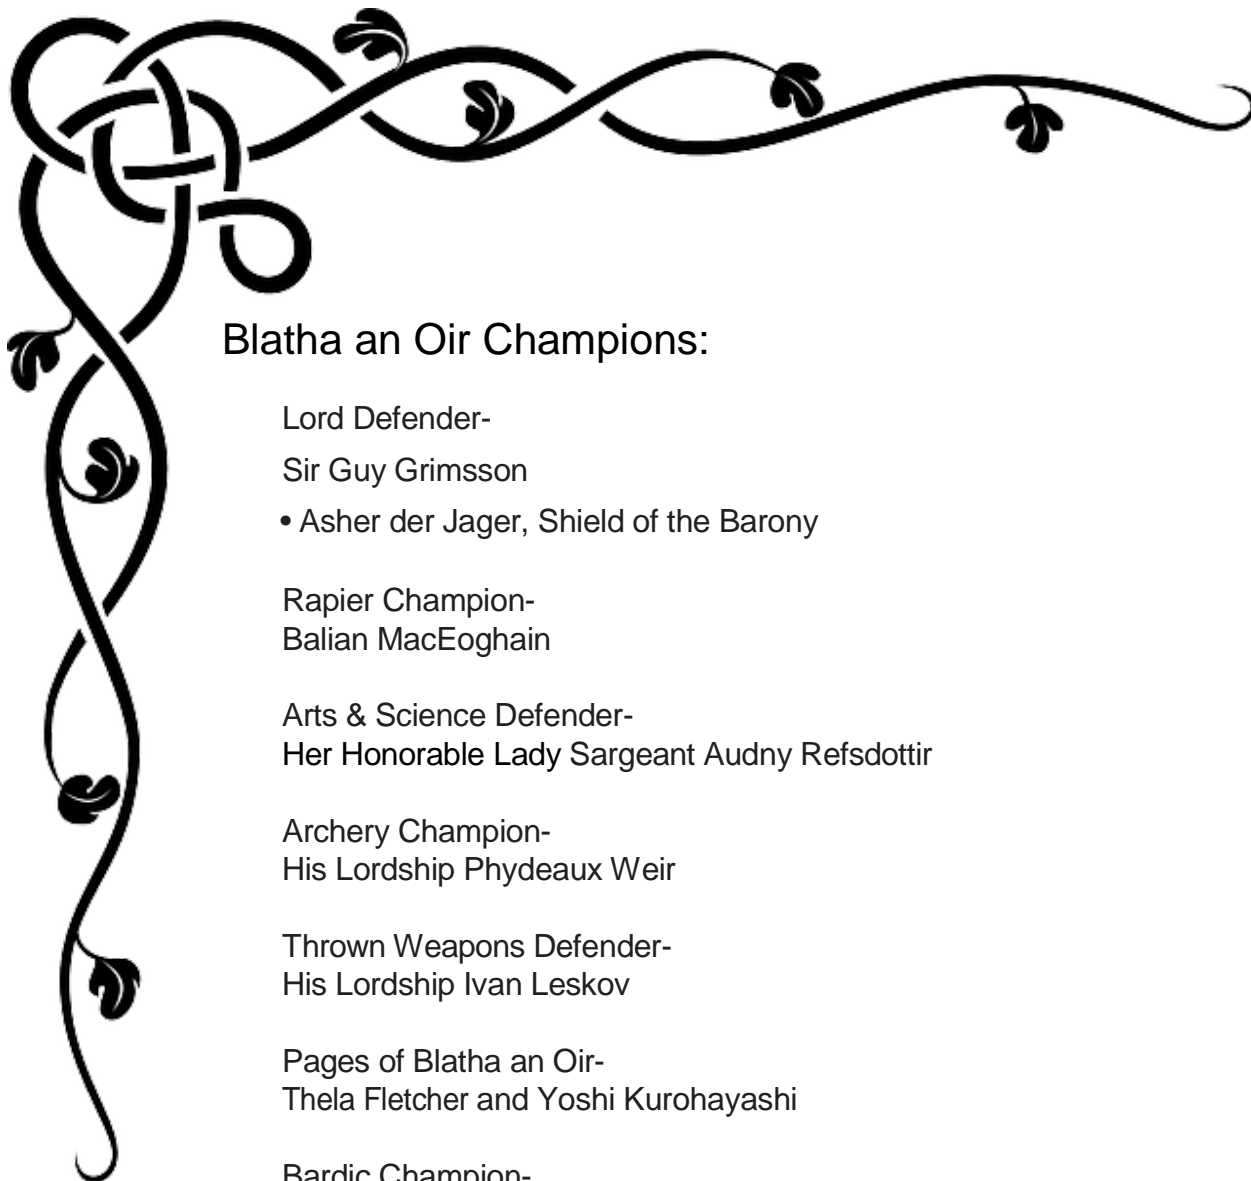 Blatha an Oir Champions:
Lord Defender-
Sir Guy Grimsson
• Asher der Jager, Shield of the Barony
Rapier Champion-
Balian MacEoghain
Arts & Science Defender-
Her Honorable Lady Sargeant Audny Refsdottir
Archery Champion-
His Lordship Phydeaux Weir
Thrown Weapons Defender-
His Lordship Ivan Leskov
Pages of Blatha an Oir-
Thela Fletcher and Yoshi Kurohayashi
Bardic Champion-